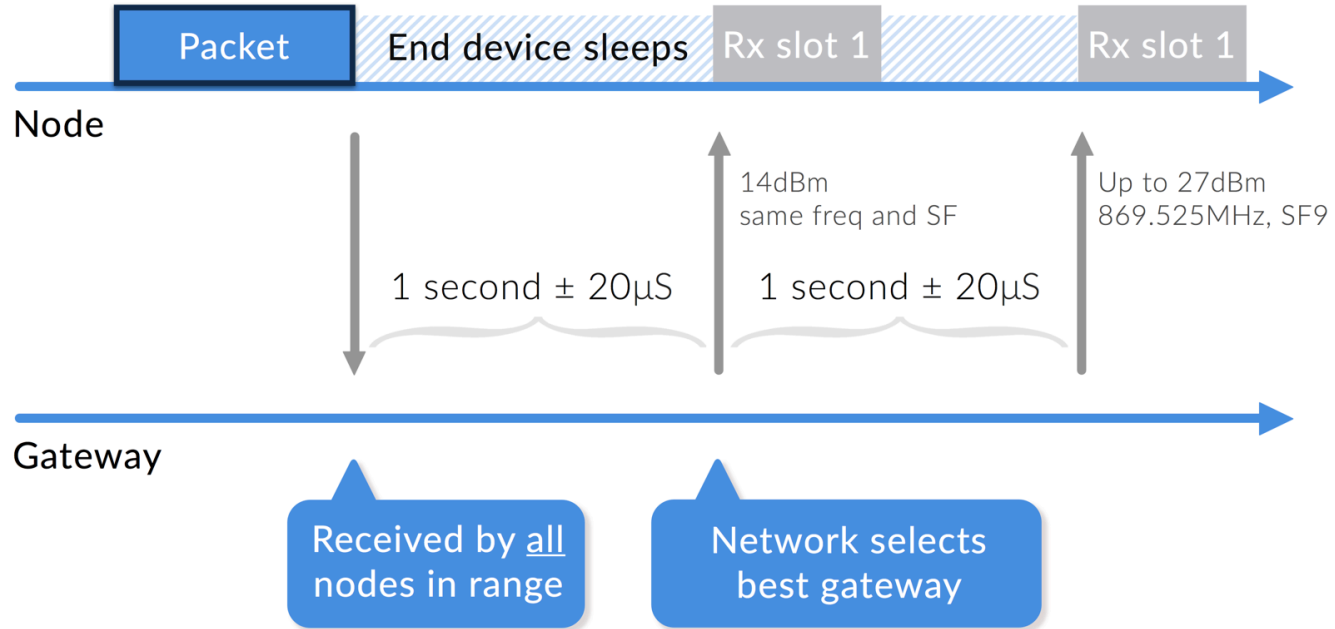 Packet
End device sleeps
Rx slot 1
Rx slot 1
Node
14dBm
same freq and SF
Up to 27dBm
869.525MHz, SF9
1 second ± 20µS
1 second ± 20µS
Gateway
Received by all
nodes in range
Network selects
best gateway